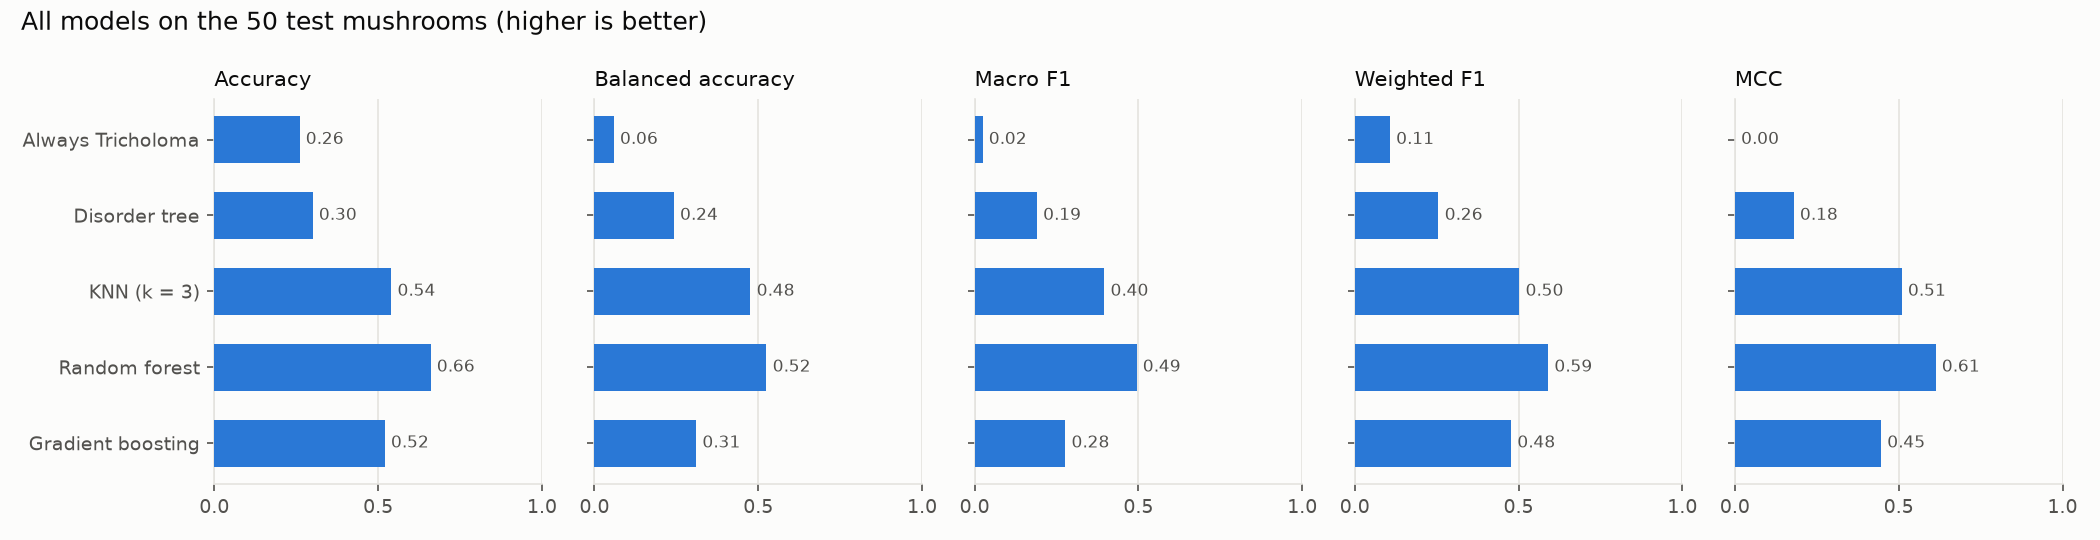 All models on the 50 test mushrooms (higher is better)
Accuracy Balanced accuracy Macro F1 Weighted F1 MCC
Always Tricholoma 0.26 0.06 0.02 0.11 0.00
Disorder tree 0.30 0.24 0.19 0.26 0.18
KNN (k = 3) 0.54 0.48 0.40 0.50 0.51
Random forest 0.66 0.52 0.49 0.59 0.61
Gradient boosting 0.52 0.31 0.28 0.48 0.45
0.0 0.5 1.0 0.0 0.5 1.0 0.0 0.5 1.0 0.0 0.5 1.0 0.0 0.5 1.0